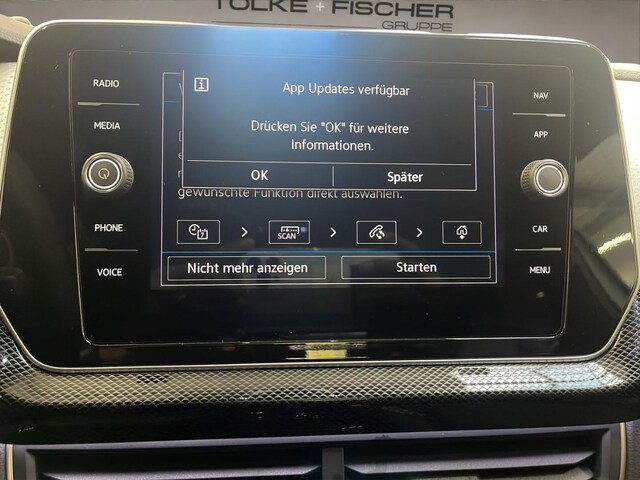 TOLKE + FISCHER
GRUPPE
RADIO
MEDIA
PHONE
VOICE
App Updates verfügbar
Drücken Sie "OK" für weitere
Informationen.
OK
Später
gewünschte Funktion direkt auswählen.
7
SCAN
Nicht mehr anzeigen
Starten
NAV
APP
CAR
MENU